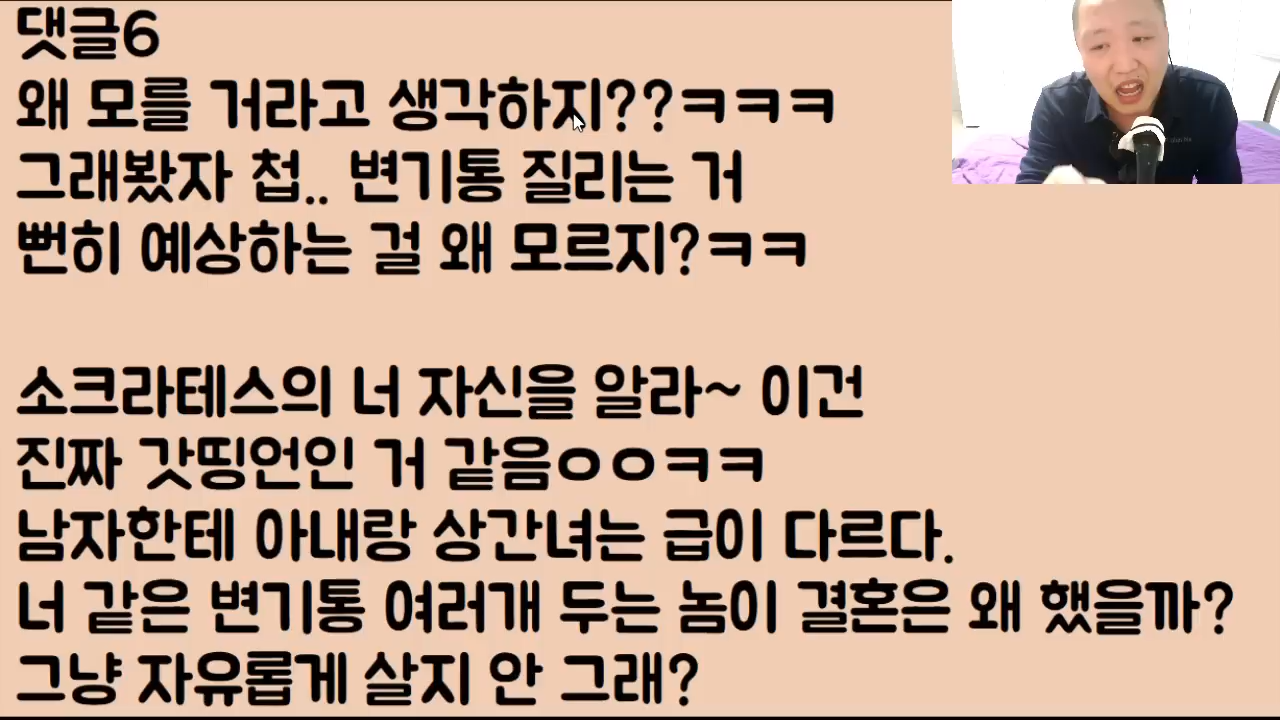 댓글6
왜 모를 거라고 생각하지??ㅋㅋㅋ
그래봤자 첩.. 변기통 질리는 거
뻔히 예상하는 걸 왜 모르지?ㅋㅋ
소크라테스의 너 자신을 알라~ 이건
진짜 갓띵언인 거 같음ㅇㅇㅋㅋ
남자한테 아내랑 상간녀는 급이 다르다.
너 같은 변기통 여러개 두는 놈이 결혼은 왜 했을까?
그냥 자유롭게 살지 안 그래?